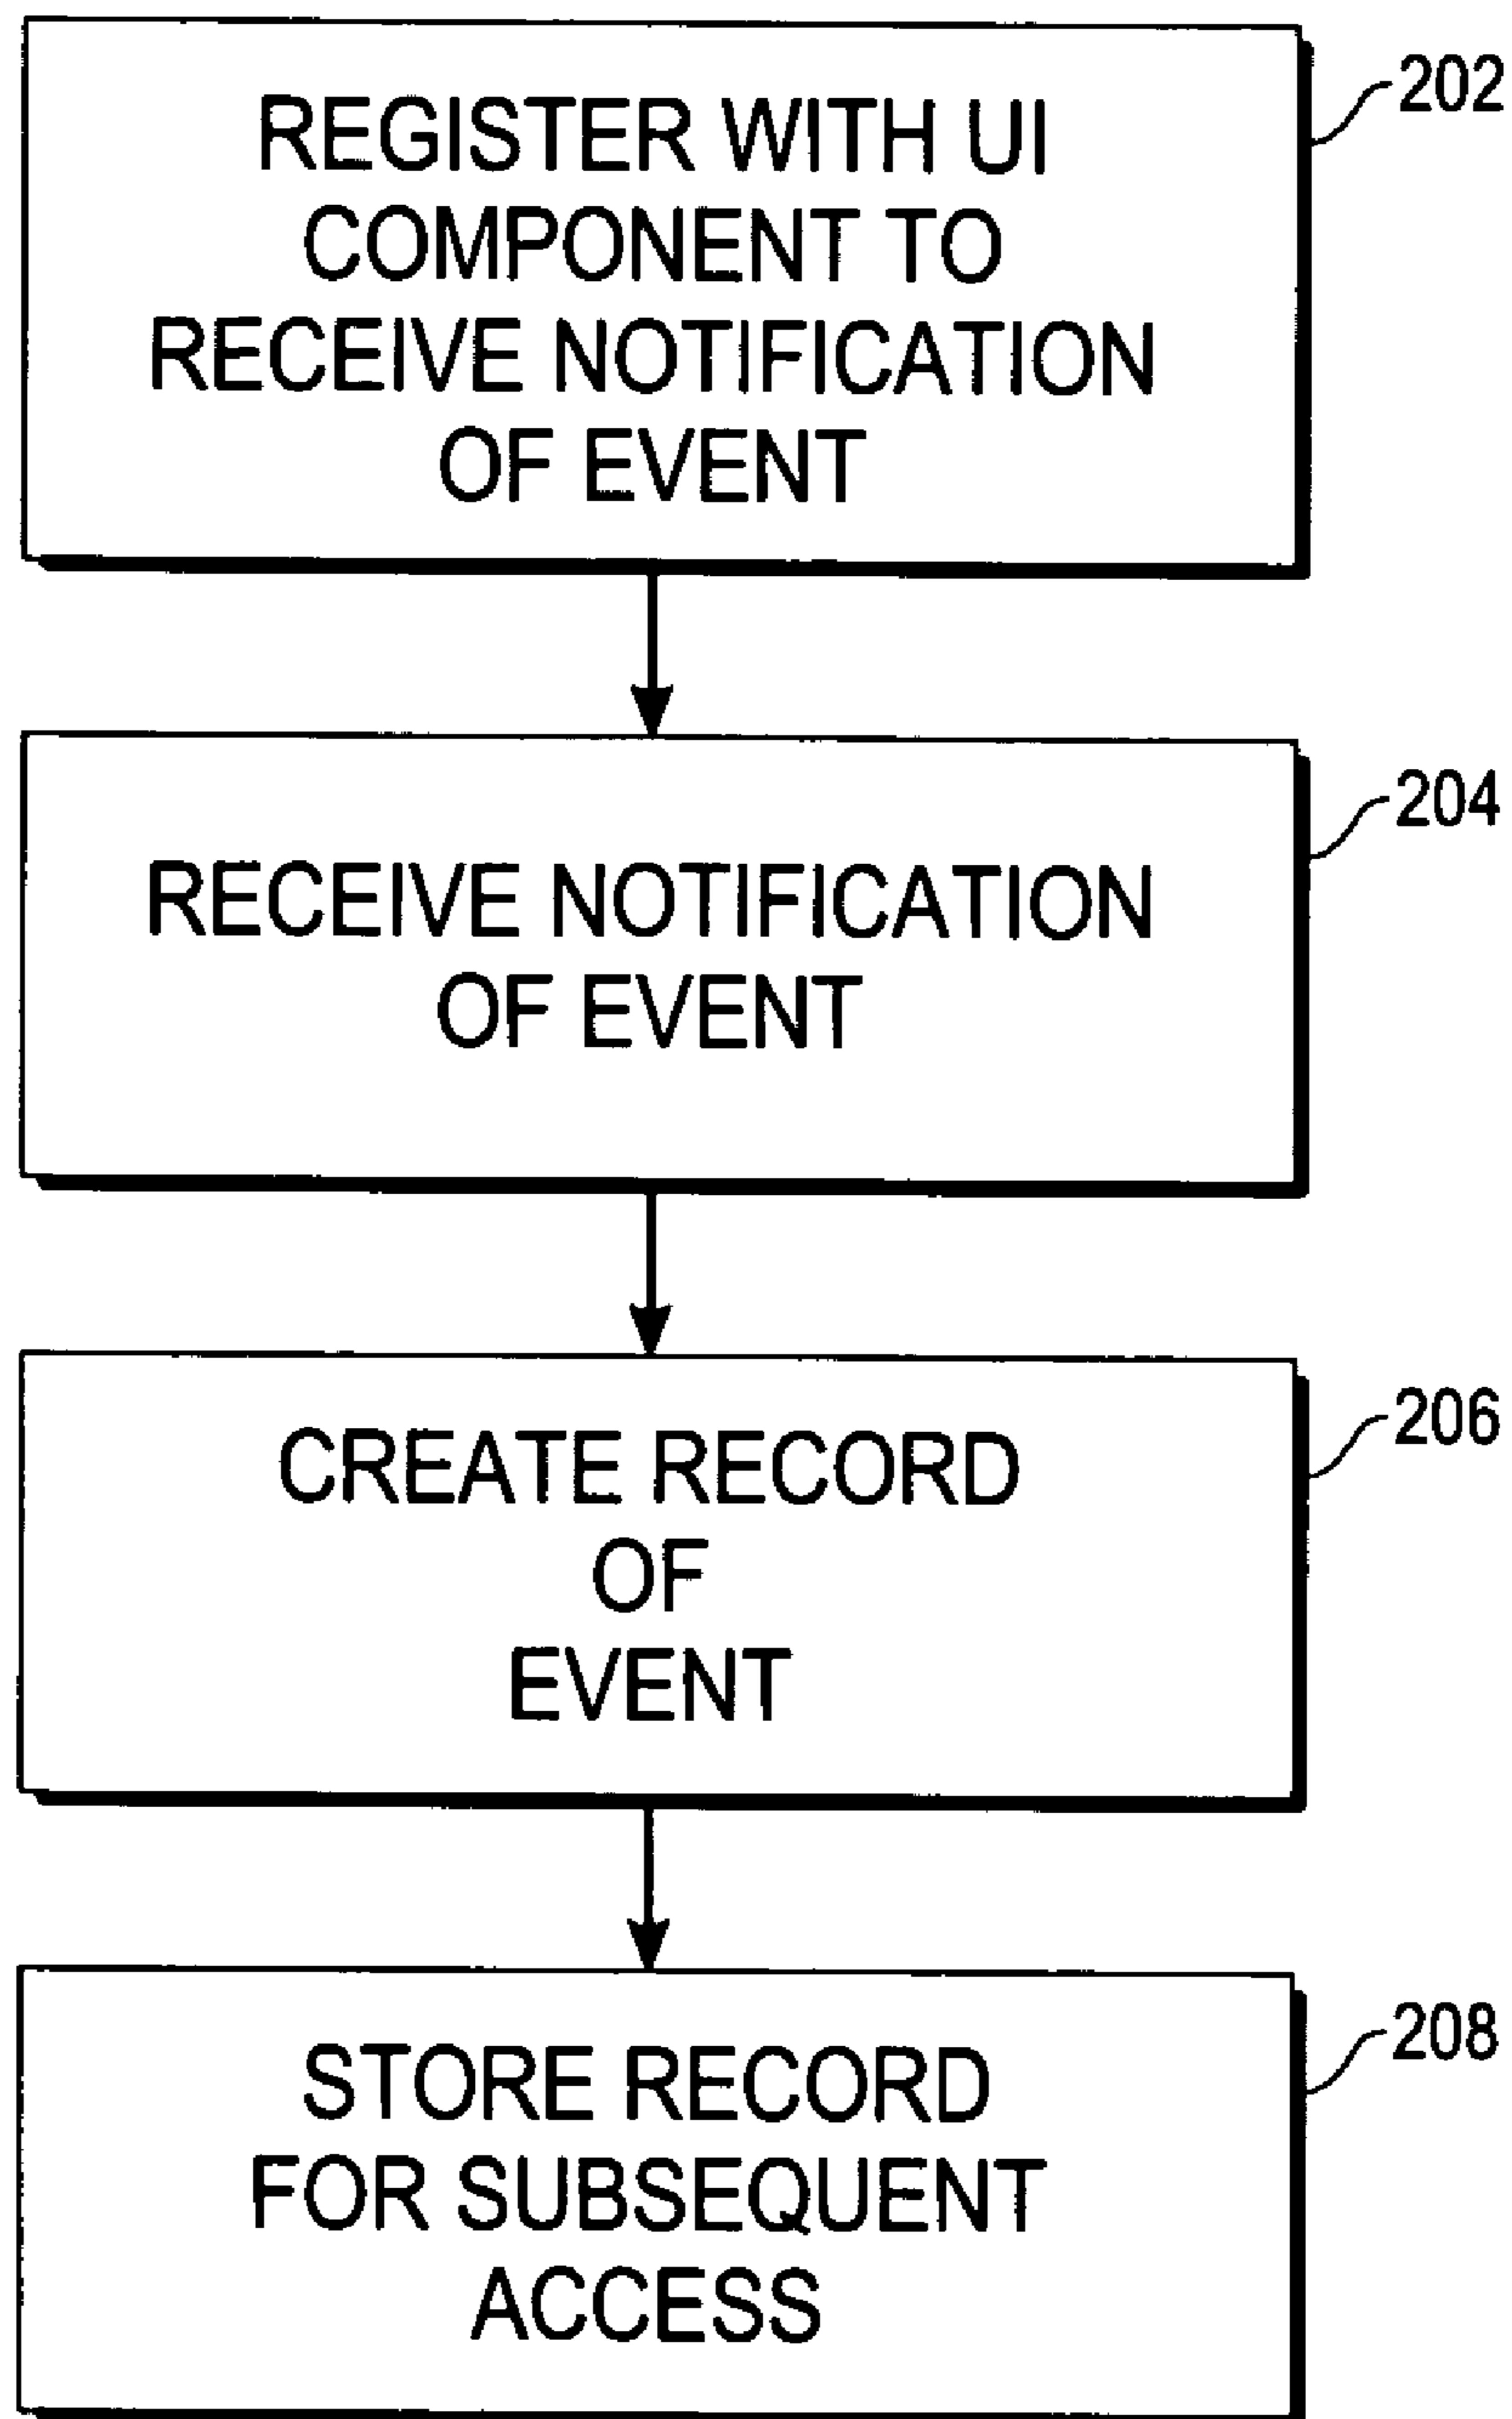 REGISTER WITH UI
COMPONENT TO
RECEIVE NOTIFICATION
OF EVENT
202
RECEIVE NOTIFICATION
OF EVENT
204
CREATE RECORD
OF
EVENT
206
STORE RECORD
FOR SUBSEQUENT
ACCESS
208